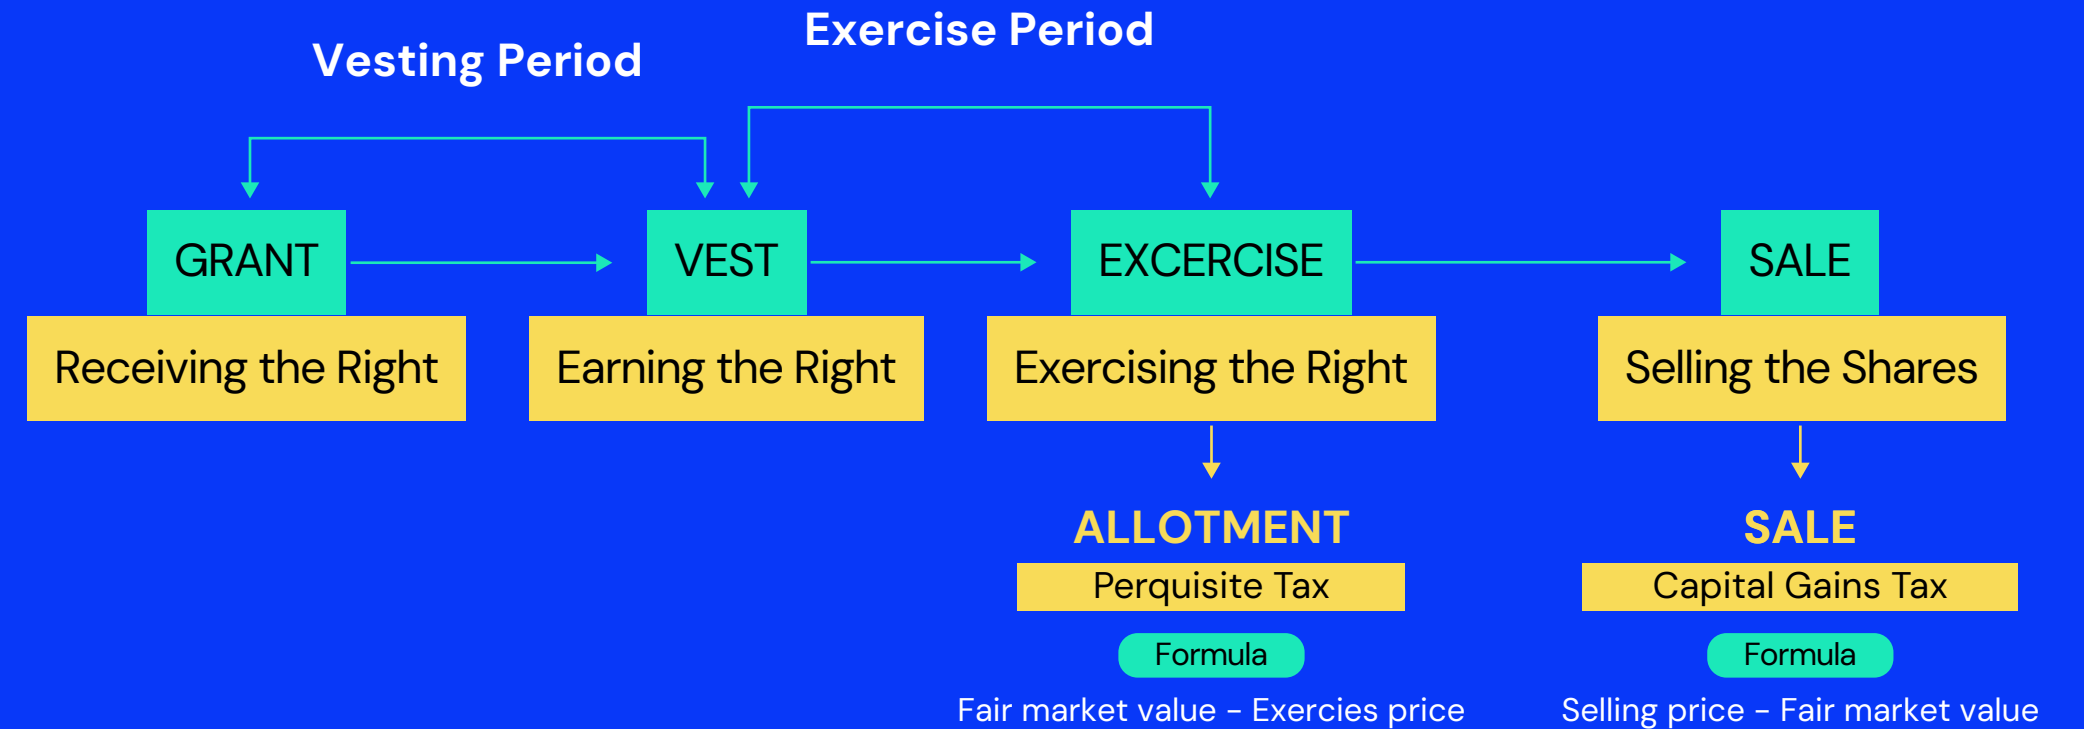 Exercise Period
Vesting Period
GRANT
VEST
EXCERCISE
SALE
Receiving the Right
Earning the Right
Exercising the Right
Selling the Shares
ALLOTMENT
SALE
Perquisite Tax
Capital Gains Tax
Formula
Formula
Fair market value - Exercies price
Selling price - Fair market value